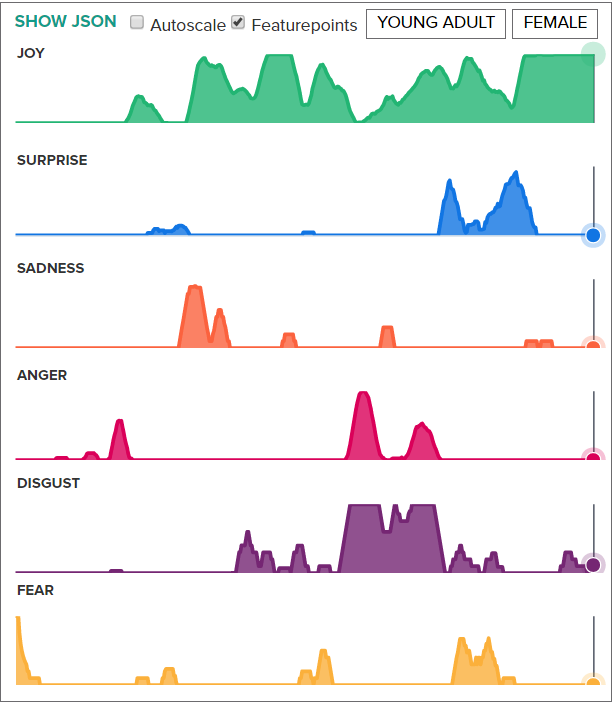 SHOW JSON Autoscale Featurepoints YOUNG ADULT FEMALE
JOY
SURPRISE
SADNESS
ANGER
DISGUST
FEAR